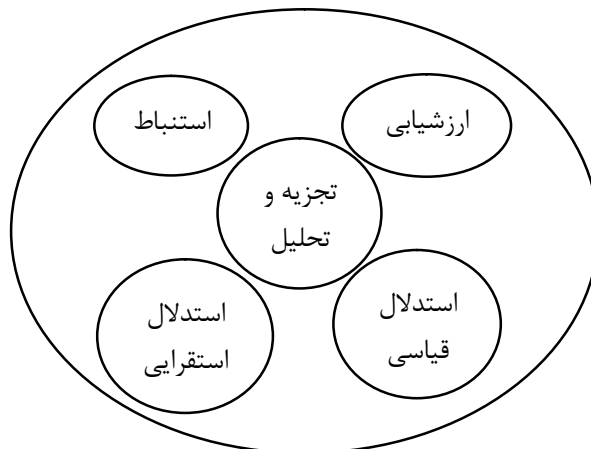 ارزشیابی
استنباط
تجزیه و
تحلیل
استدلال
قیاسی
استدلال
استقرایی